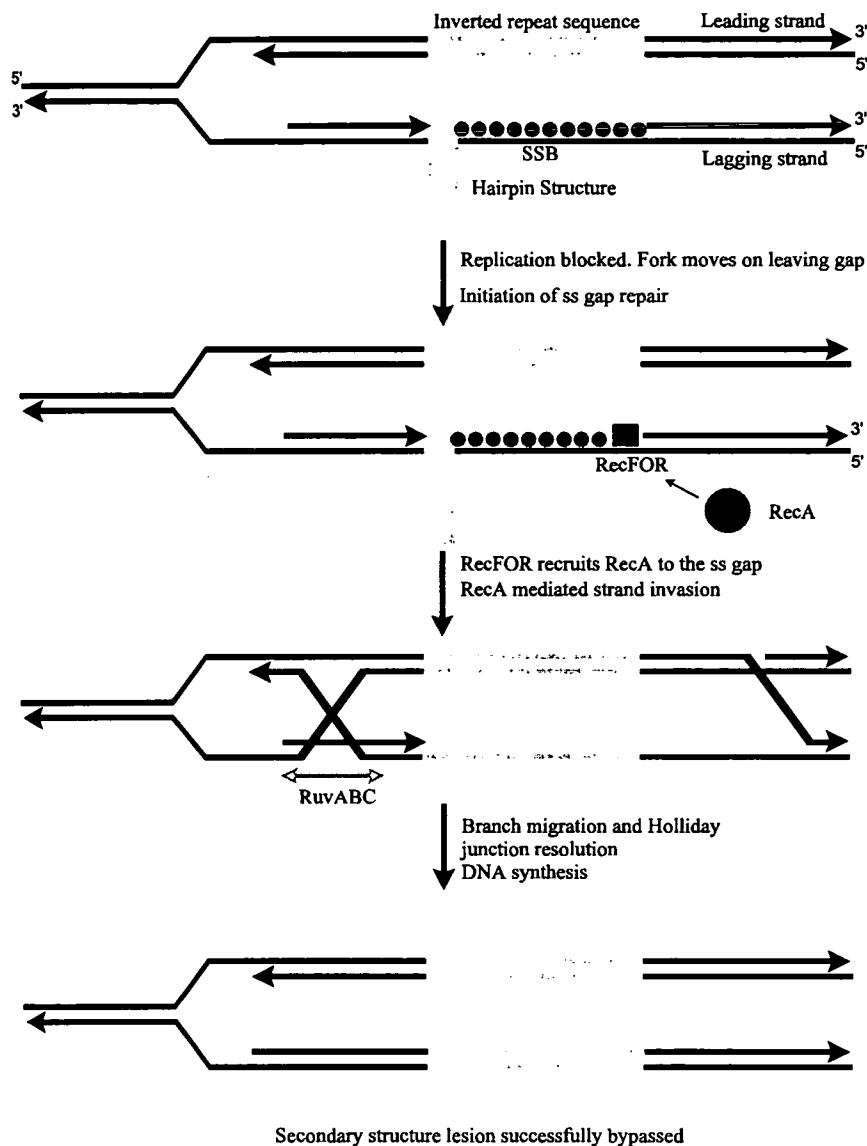 Inverted repeat sequence
Leading strand
3'
5'
5'
3'
3'
5'
SSB
Lagging strand
Hairpin Structure
Replication blocked. Fork moves on leaving gap
Initiation of ss gap repair
3'
5'
RecFOR
RecA
RecFOR recruits RecA to the ss gap
RecA mediated strand invasion
RuvABC
Branch migration and Holliday
junction resolution
DNA synthesis
Secondary structure lesion successfully bypassed